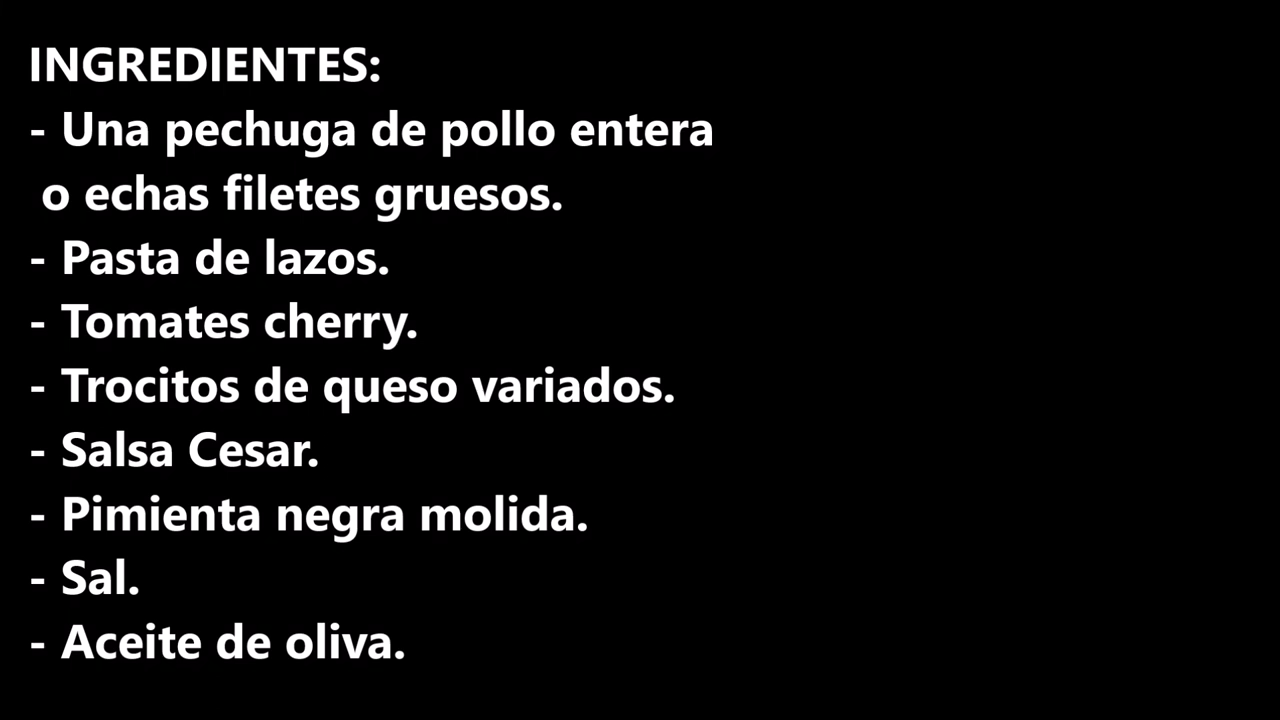 INGREDIENTES:
- Una pechuga de pollo entera
o echas filetes gruesos.
- Pasta de lazos.
- Tomates cherry.
- Trocitos de queso variados.
- Salsa Cesar.
- Pimienta negra molida.
- Sal.
- Aceite de oliva.